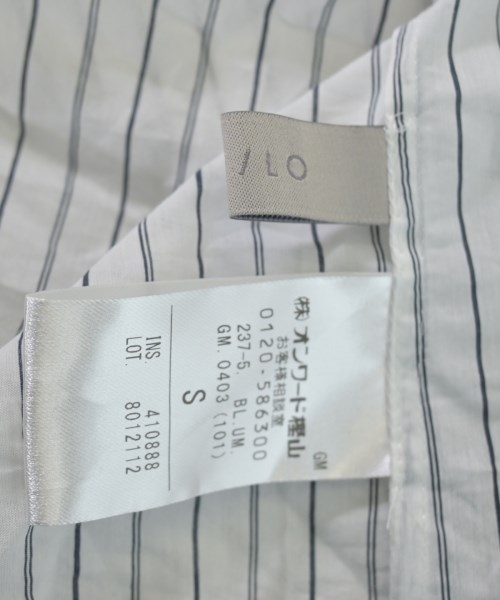 /LO
GM
㈱オンワード樫山
お客様相談室
0120-586300
237-5. BL.UM.
GM. 0403 (101)
S
INS. 410888
LOT. 8012112